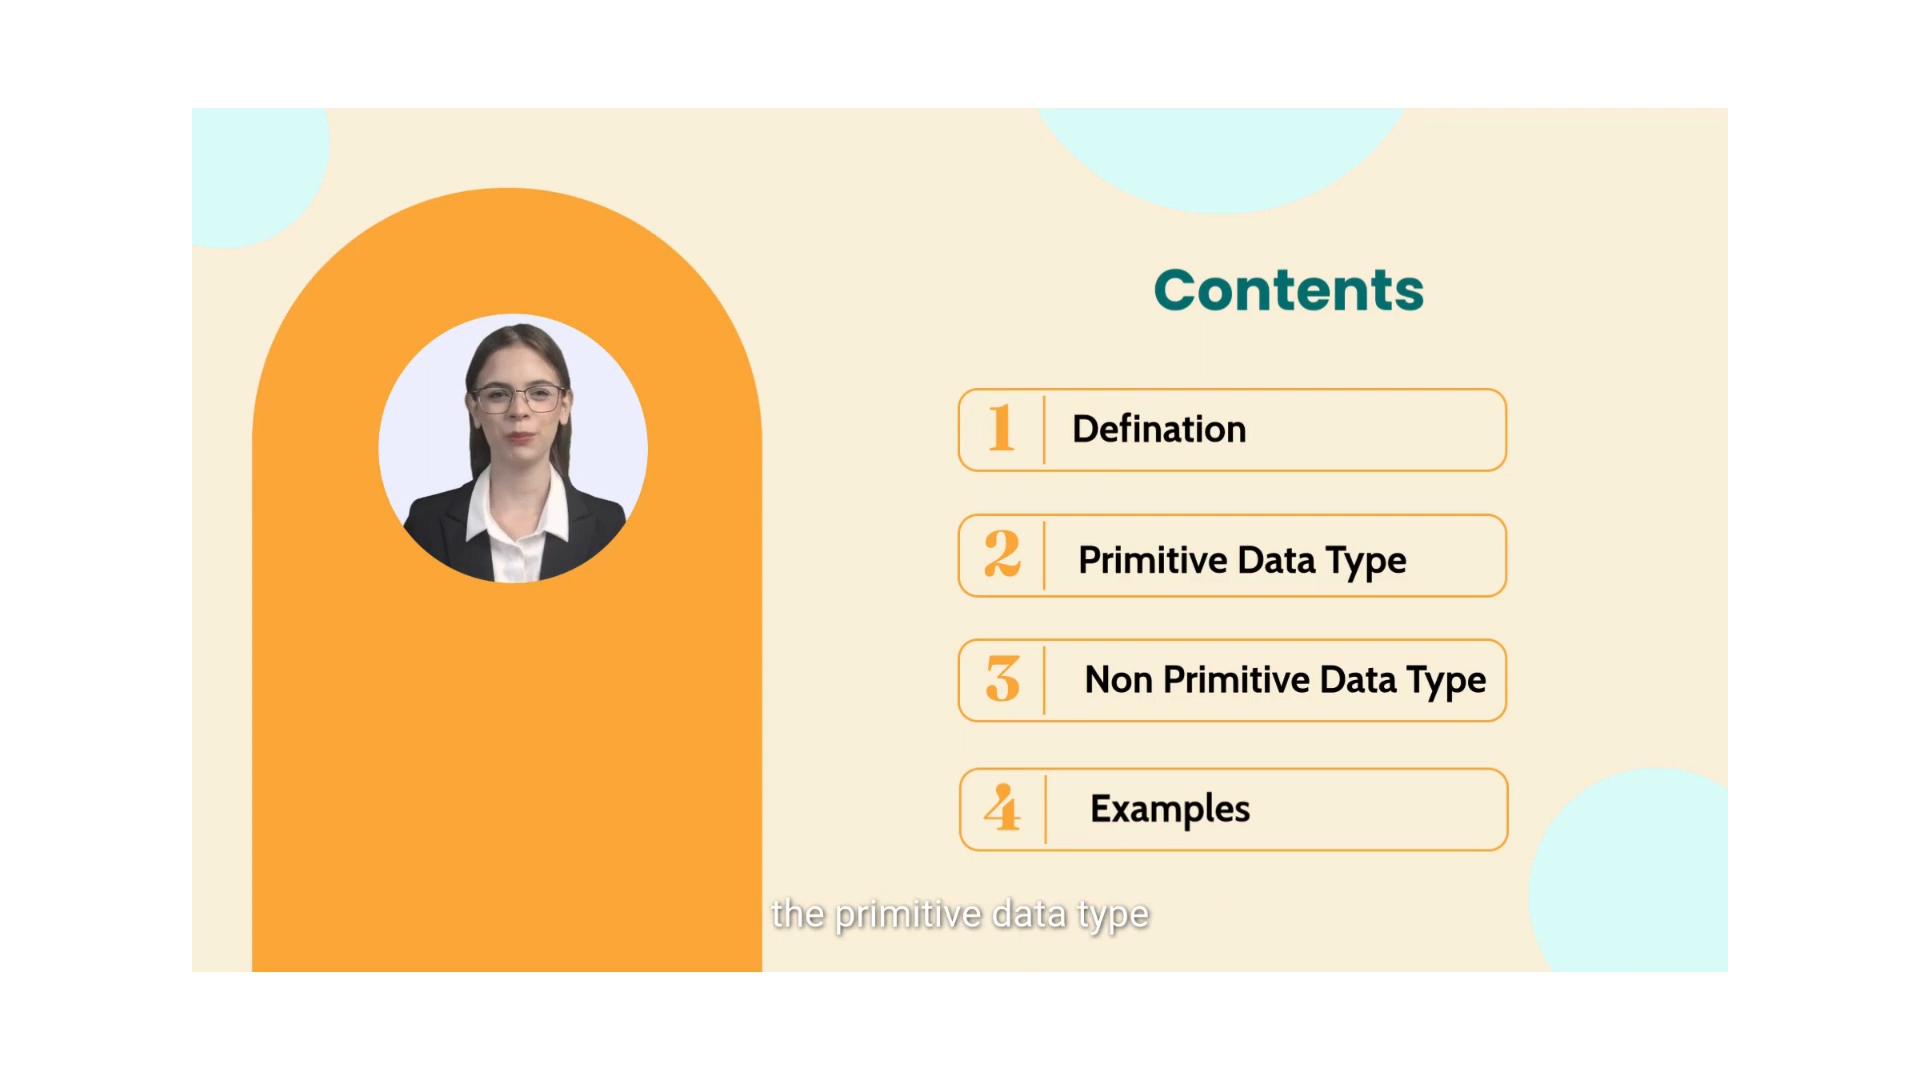 Contents
1 Defination
2 Primitive Data Type
3 Non Primitive Data Type
4 Examples
the primitive data type